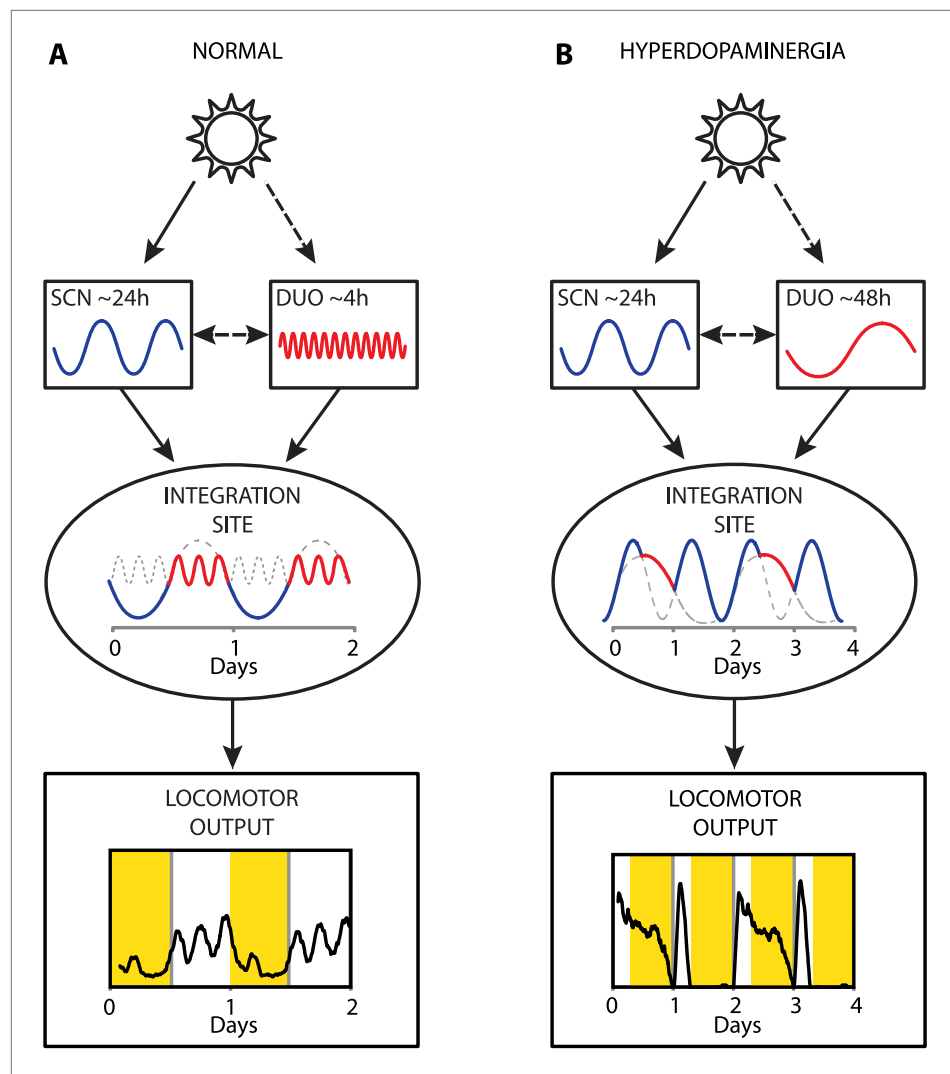 A
NORMAL
SCN ~24h
DUO ~4h
INTEGRATION
SITE
0
1
2
Days
LOCOMOTOR
OUTPUT
0
1
2
Days
B
HYPERDOPAMINERGIA
SCN ~24h
DUO ~48h
INTEGRATION
SITE
0
1
2
3
4
Days
LOCOMOTOR
OUTPUT
0
1
2
3
4
Days